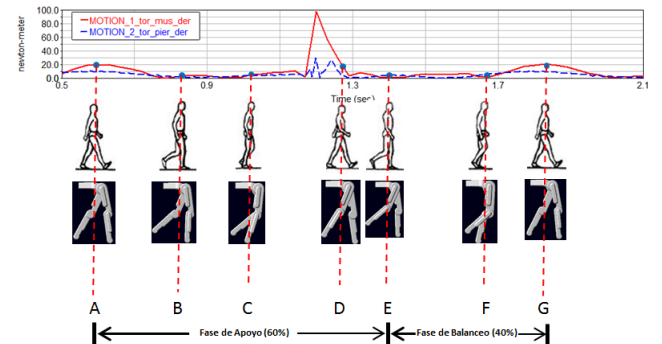 100.0
80.0
60.0
40.0
20.0
0.0
newton-meter
MOTION_1_tor_mus_der
MOTION_2_tor_pier_der
0.5 0.9 1.3 1.7 2.1
Time (sec)
A B C D E F G
Fase de Apoyo (60%) Fase de Balanceo (40%)